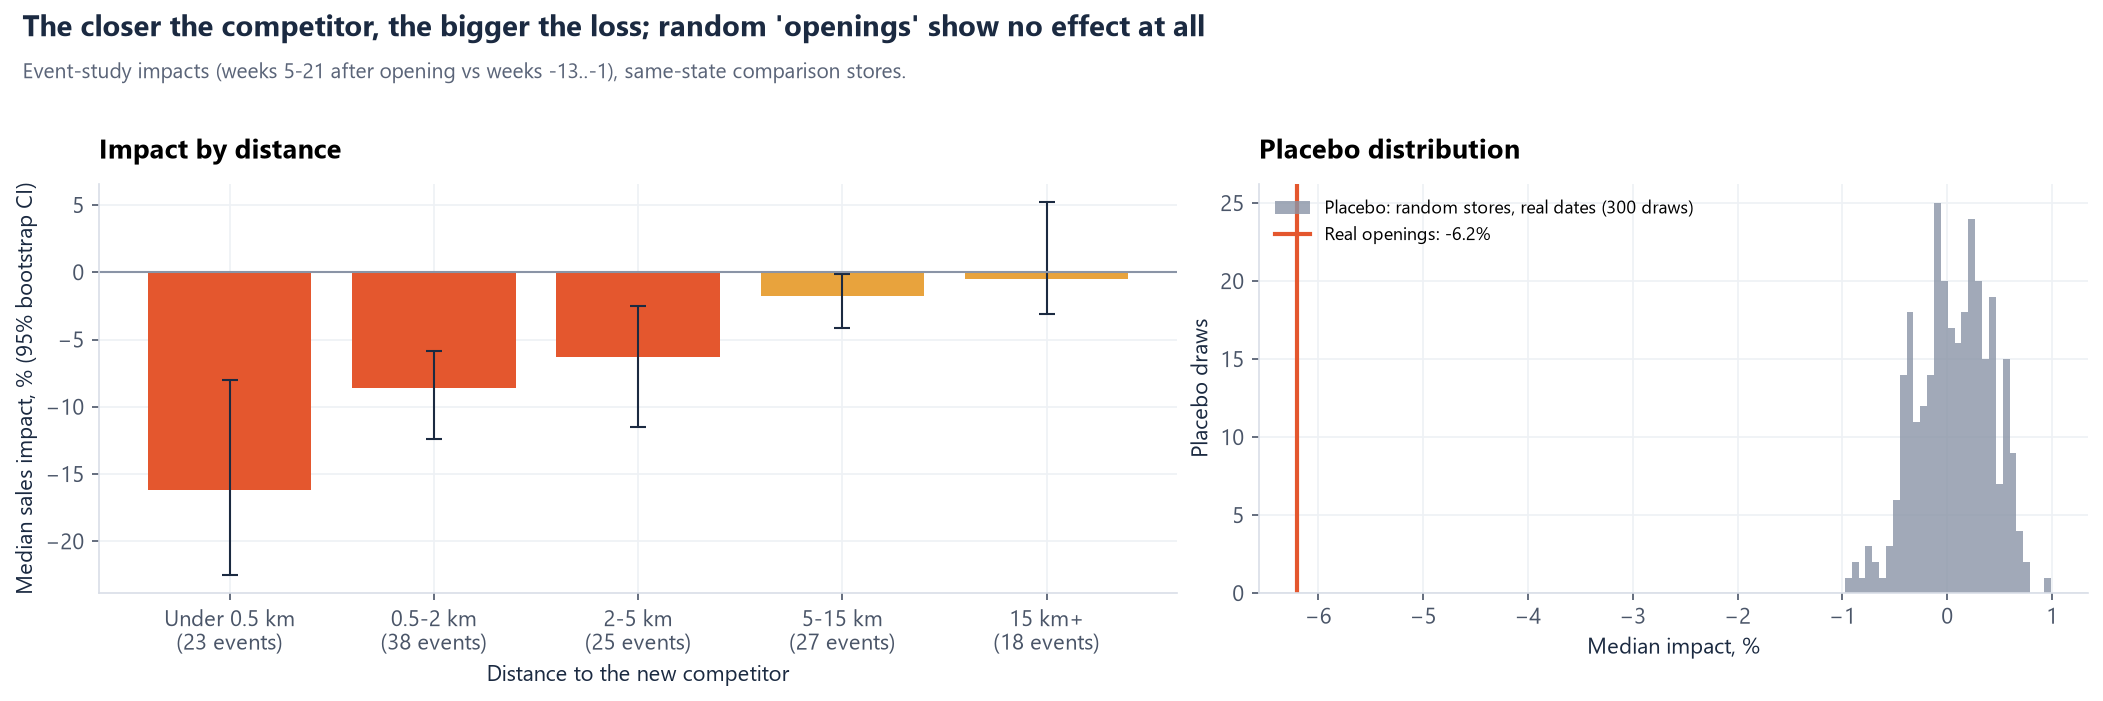 The closer the competitor, the bigger the loss; random 'openings' show no effect at all
Event-study impacts (weeks 5-21 after opening vs weeks -13..-1), same-state comparison stores.
Impact by distance
Median sales impact, % (95% bootstrap CI)
5
0
−5
−10
−15
−20
Under 0.5 km
(23 events)
0.5-2 km
(38 events)
2-5 km
(25 events)
5-15 km
(27 events)
15 km+
(18 events)
Distance to the new competitor
Placebo distribution
Placebo draws
25
20
15
10
5
0
Placebo: random stores, real dates (300 draws)
Real openings: -6.2%
−6
−5
−4
−3
−2
−1
0
1
Median impact, %